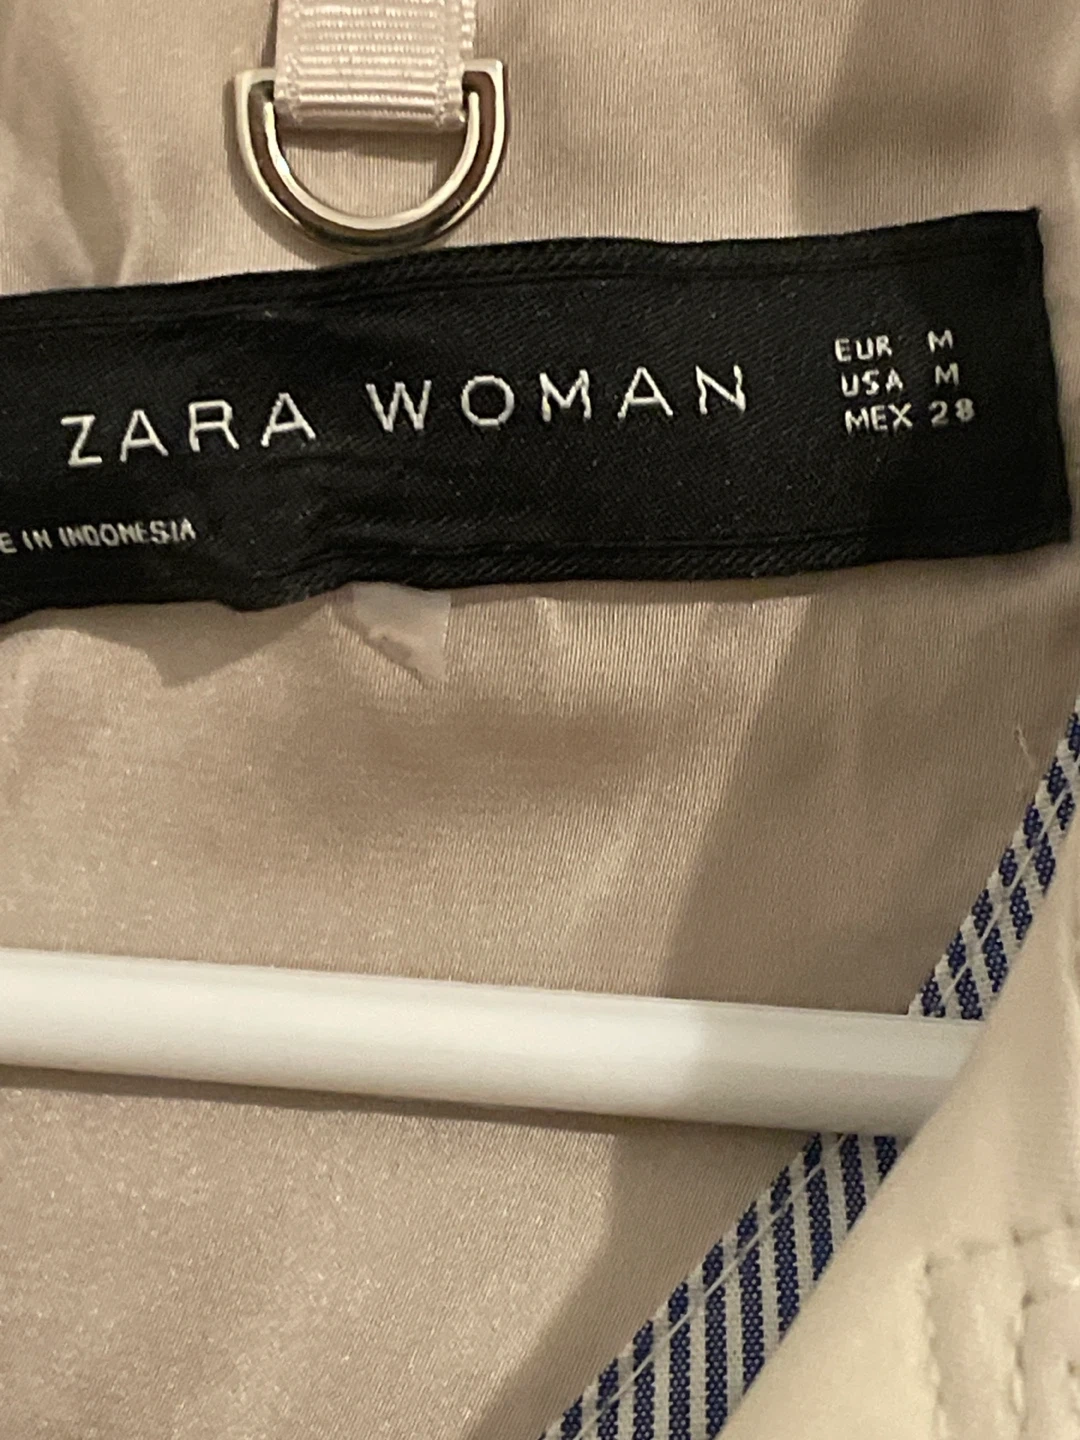 ZARA WOMAN
EUR M
USA M
MEX 28
E IN INDONESIA